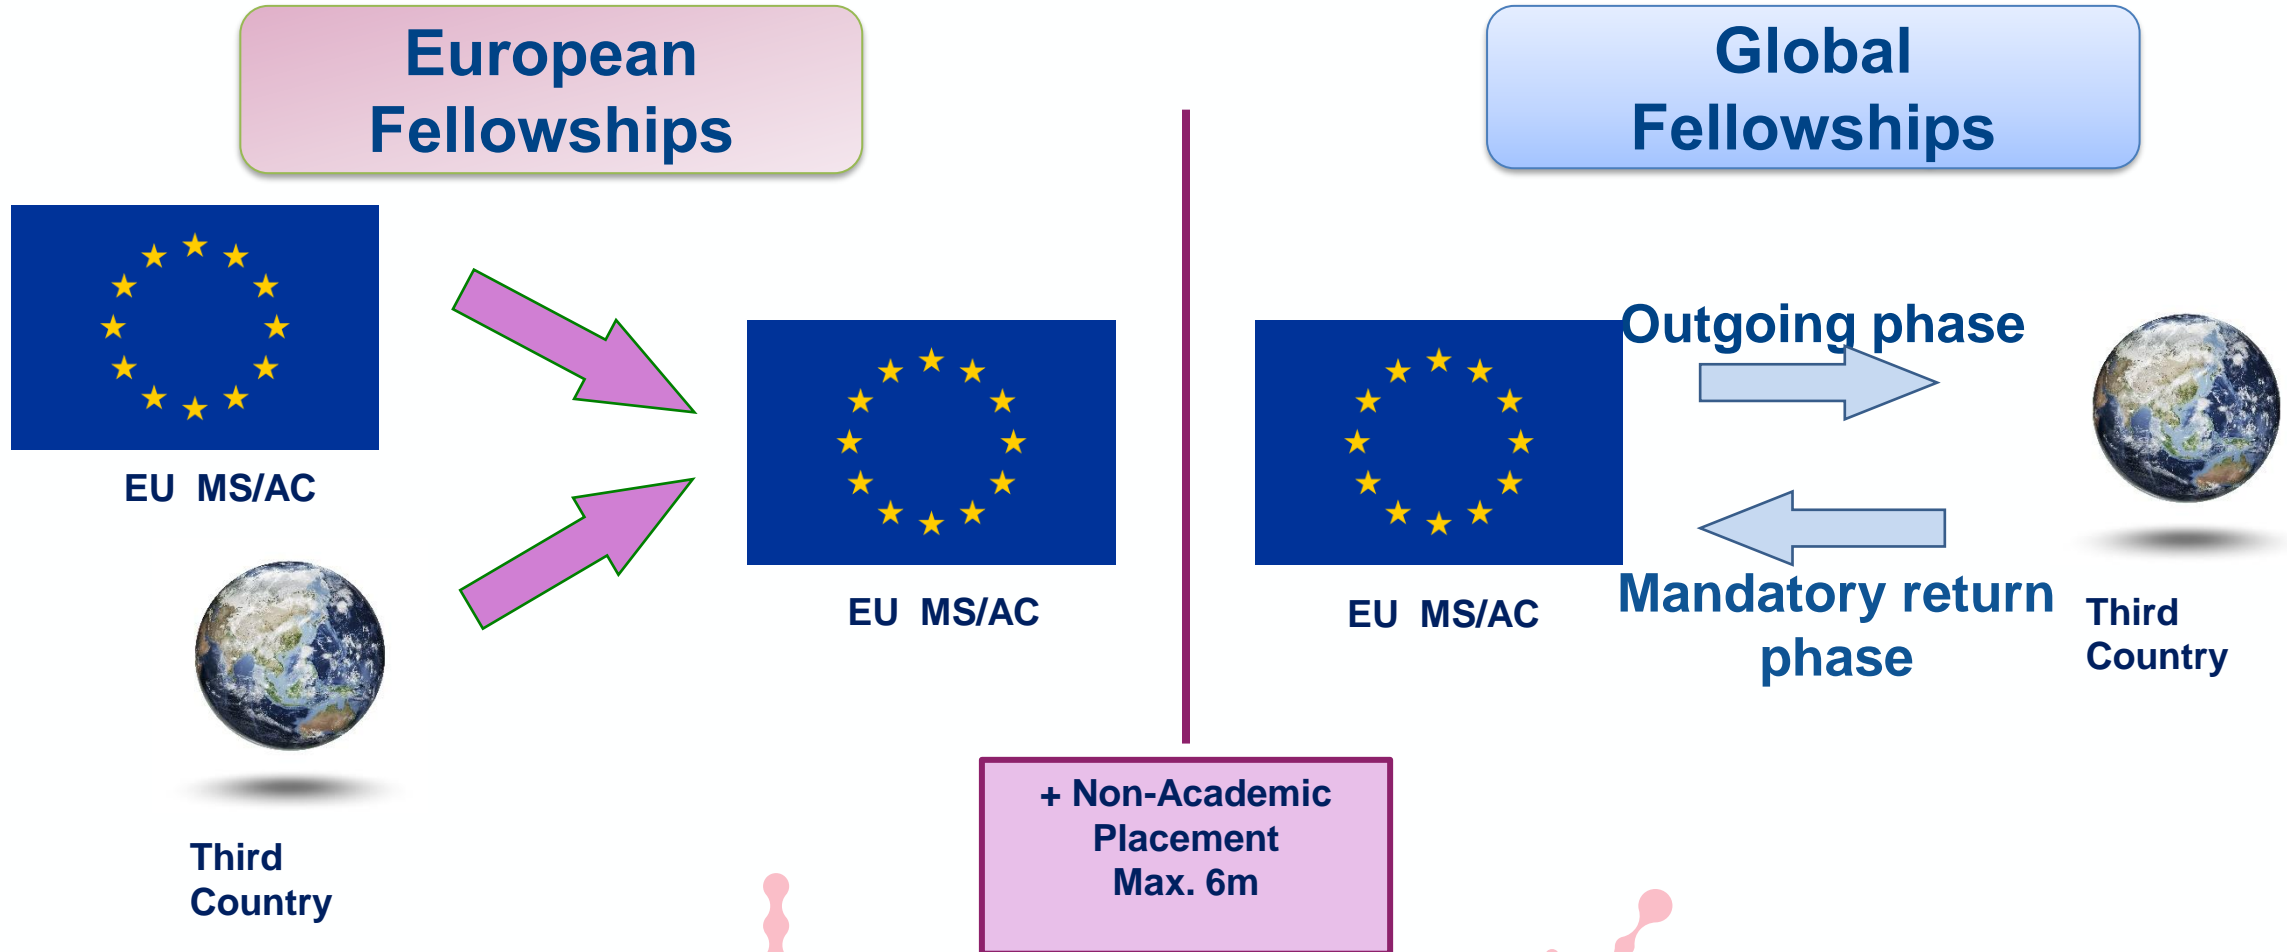 European
Fellowships
EU MS/AC
Third
Country
EU MS/AC
Global
Fellowships
EU MS/AC
Outgoing phase
Mandatory return
phase
Third
Country
+ Non-Academic
Placement
Max. 6m